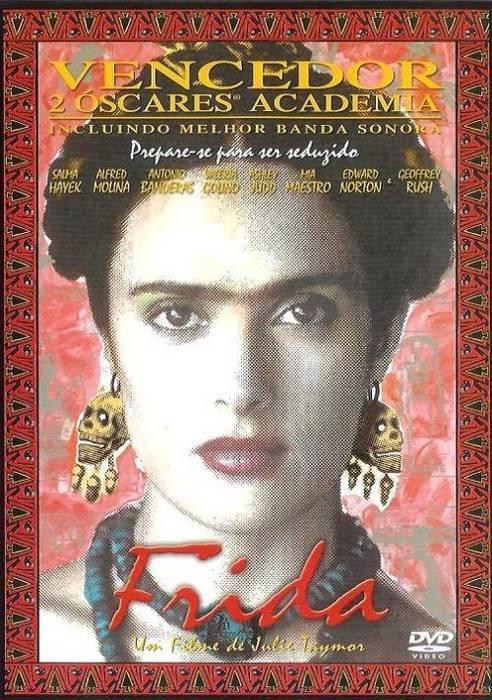 VENCEDOR
2 ÓSCARES® ACADEMIA
INCLUINDO MELHOR BANDA SONORA
Prepare-se para ser seduzido
SALMA HAYEK ALFRED MOLINA ANTONIO BANDERAS VALERIA GOLINO ASHLEY JUDD MIA MAESTRO EDWARD NORTON e GEOFFREY RUSH
Frida
Um Filme de Julie Taymor
DVD
VIDEO